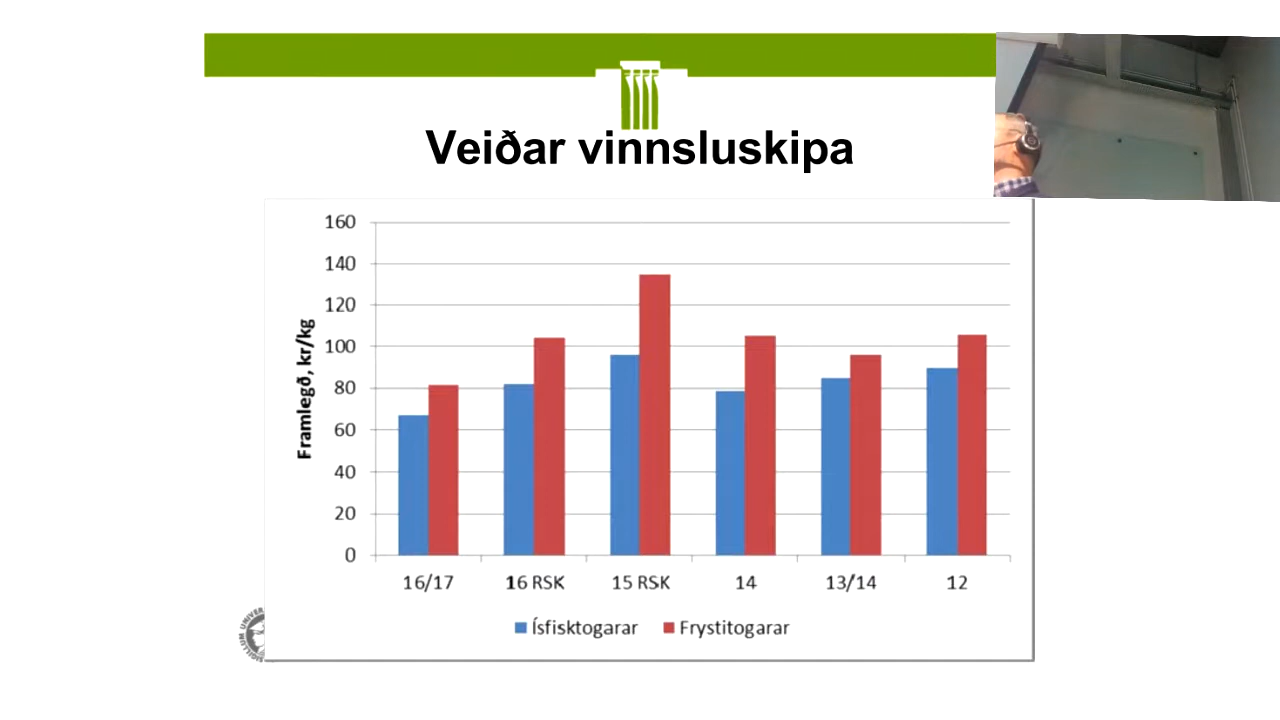 Veiðar vinnsluskipa
160
140
120
100
80
60
40
20
0
Framlegð, kr/kg
16/17 16 RSK 15 RSK 14 13/14 12
Ísfisktogarar Frystitogarar